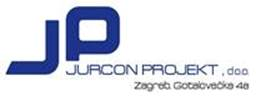 JP
JURCON PROJEKT, d.o.o.
Zagreb, Gotalovečka 4a